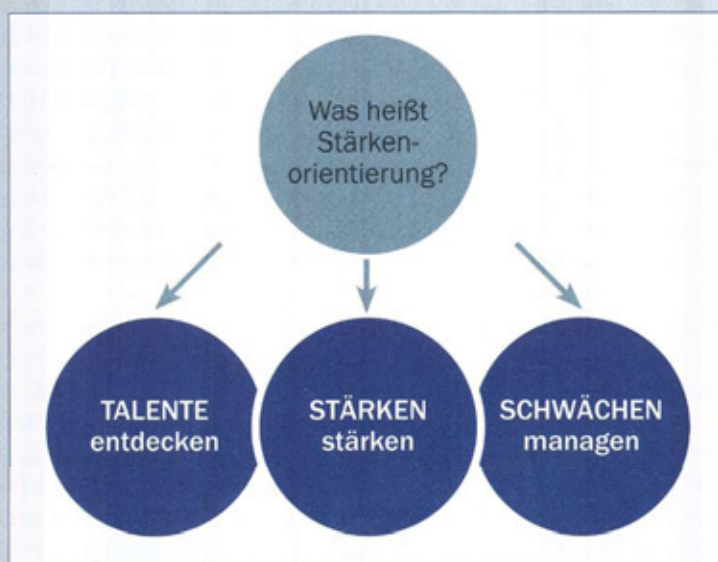 Was heißt
Stärken-
orientierung?
TALENTE
entdecken
STÄRKEN
stärken
SCHWÄCHEN
managen